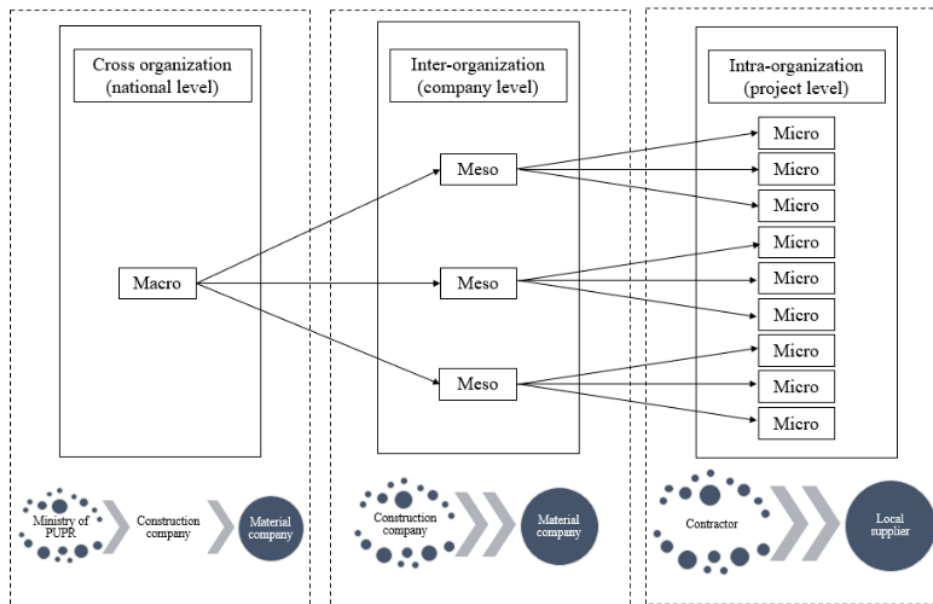 Cross organization
(national level)
Inter-organization
(company level)
Intra-organization
(project level)
Macro
Meso
Meso
Meso
Micro
Micro
Micro
Micro
Micro
Micro
Micro
Micro
Micro
Ministry of
PUPR
Construction
company
Material
company
Construction
company
Material
company
Contractor
Local
supplier